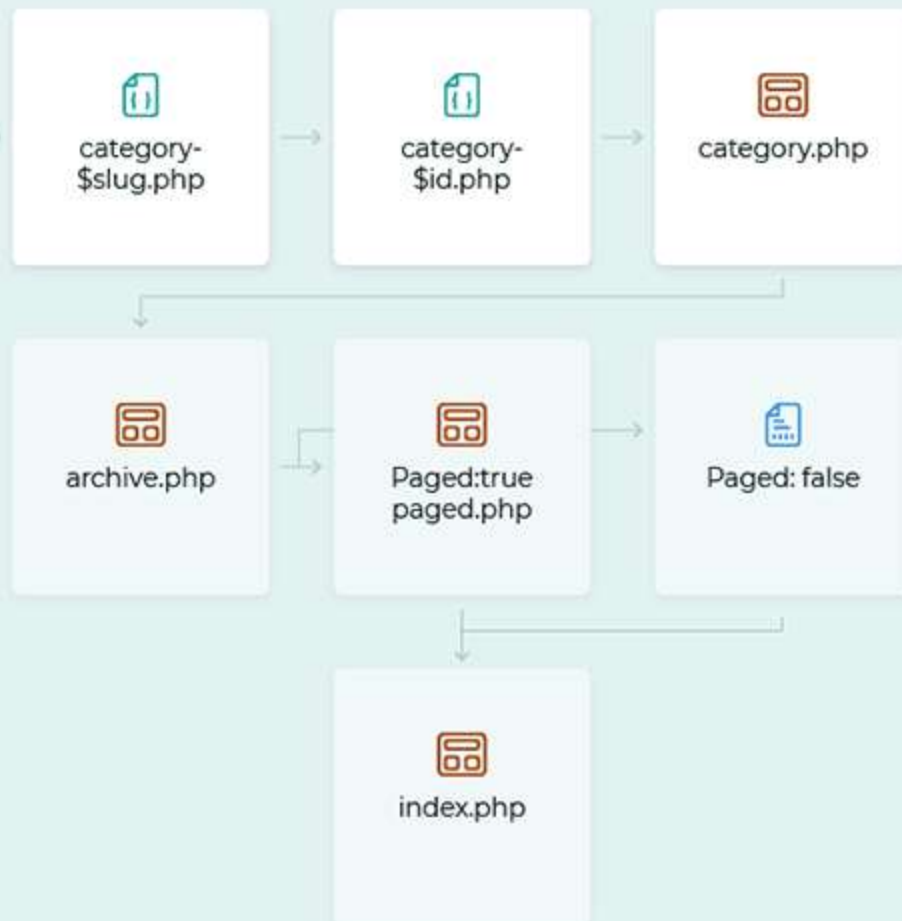 category-
$slug.php
category-
$id.php
category.php
archive.php
Paged:true
paged.php
Paged: false
index.php